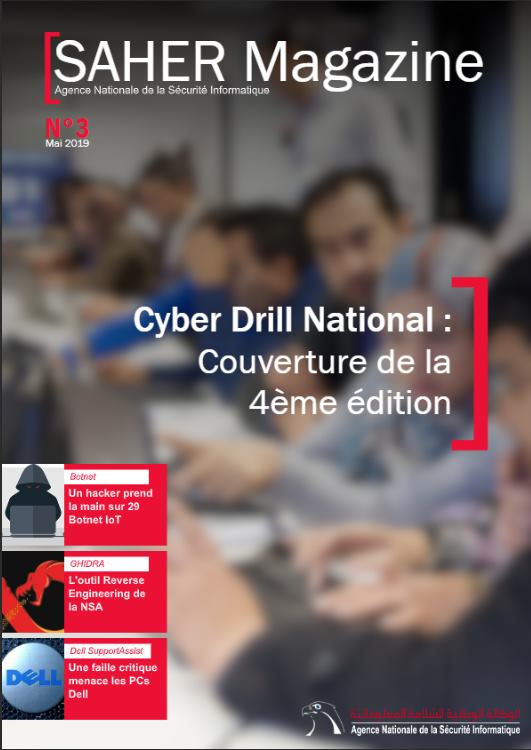 SAHER Magazine
Agence Nationale de la Sécurité Informatique
N°3
Mai 2019
Cyber Drill National :
Couverture de la
4ème édition
Botnet
Un hacker prend
la main sur 29
Botnet IoT
GHIDRA
L'outil Reverse
Engineering de
la NSA
Dell SupportAssist
Une faille critique
menace les PCs
Dell
DELL
الوكالة الوطنية للسلامة المعلوماتية
Agence Nationale de la Sécurité Informatique